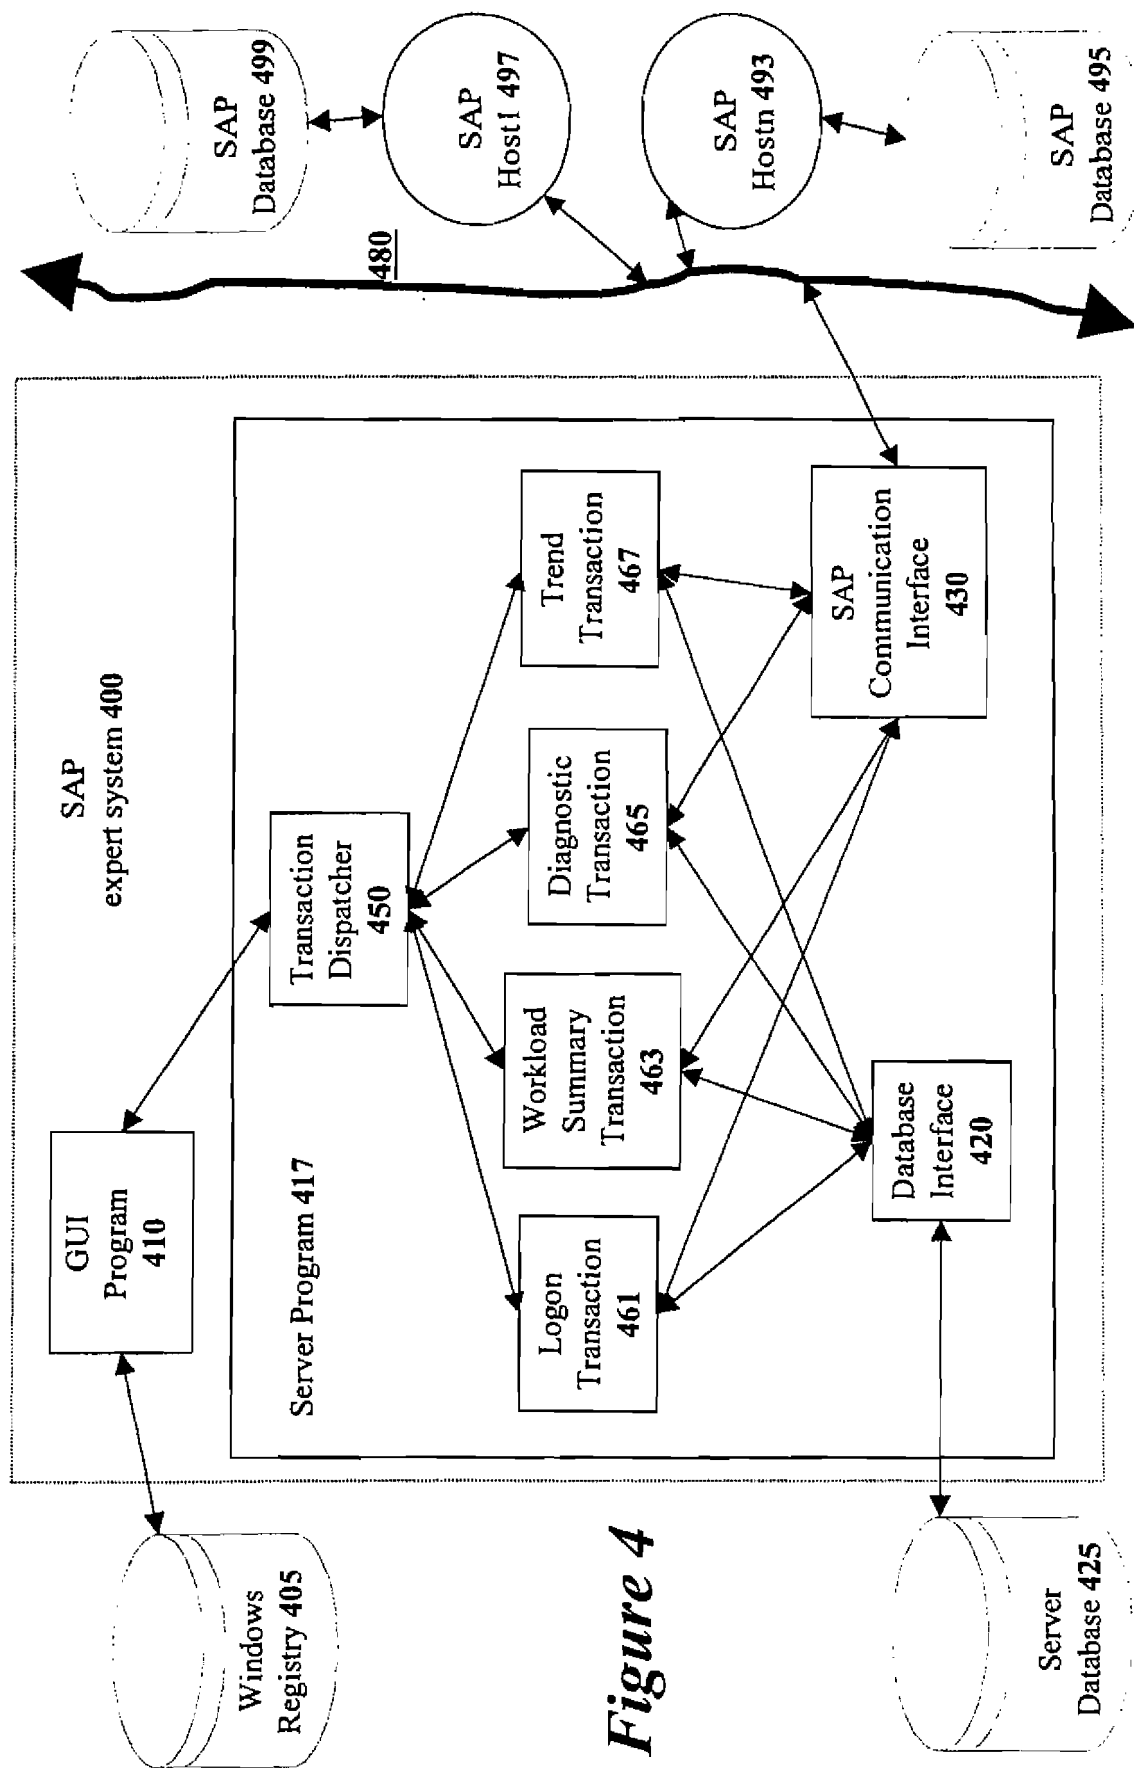 SAP
expert system 400
GUI
Program
410
Windows
Registry 405
Server Program 417
Transaction
Dispatcher
450
Logon
Transaction
461
Workload
Summary
Transaction
463
Diagnostic
Transaction
465
Trend
Transaction
467
Database
Interface
420
SAP
Communication
Interface
430
Server
Database 425
480
SAP
Database 499
SAP
Host1 497
SAP
Hostn 493
SAP
Database 495
Figure 4